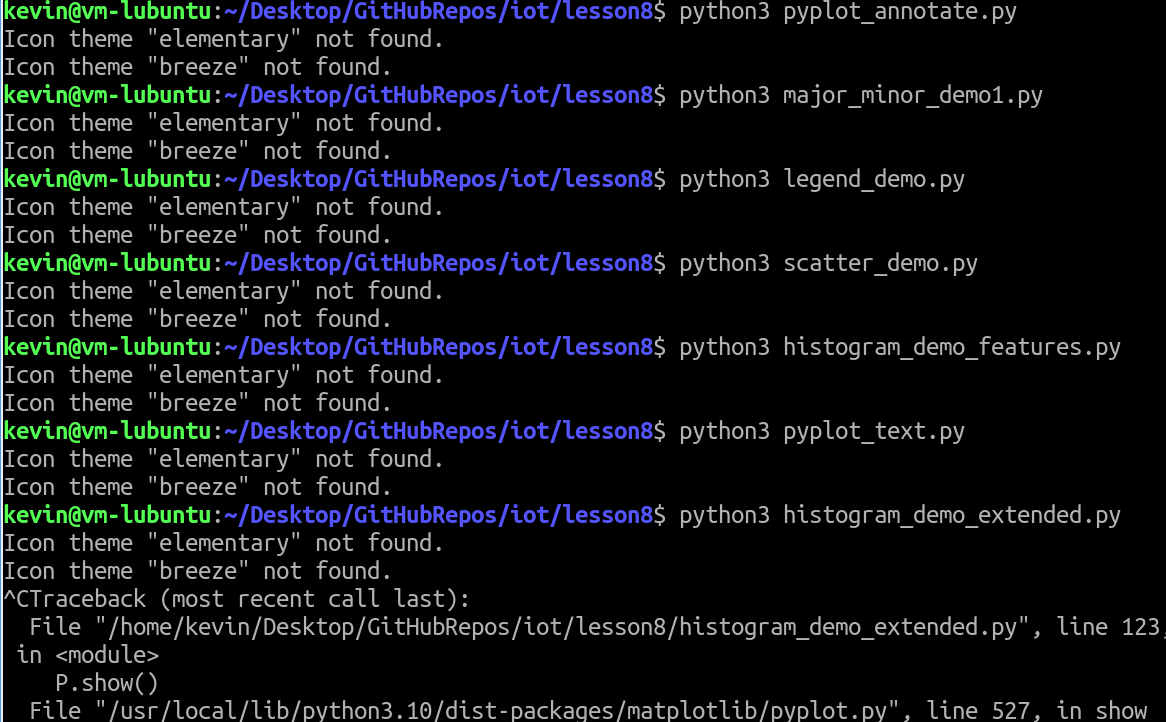 kevin@vm-lubuntu:~/Desktop/GitHubRepos/iot/lesson8$ python3 pyplot_annotate.py
Icon theme "elementary" not found.
Icon theme "breeze" not found.
kevin@vm-lubuntu:~/Desktop/GitHubRepos/iot/lesson8$ python3 major_minor_demo1.py
Icon theme "elementary" not found.
Icon theme "breeze" not found.
kevin@vm-lubuntu:~/Desktop/GitHubRepos/iot/lesson8$ python3 legend_demo.py
Icon theme "elementary" not found.
Icon theme "breeze" not found.
kevin@vm-lubuntu:~/Desktop/GitHubRepos/iot/lesson8$ python3 scatter_demo.py
Icon theme "elementary" not found.
Icon theme "breeze" not found.
kevin@vm-lubuntu:~/Desktop/GitHubRepos/iot/lesson8$ python3 histogram_demo_features.py
Icon theme "elementary" not found.
Icon theme "breeze" not found.
kevin@vm-lubuntu:~/Desktop/GitHubRepos/iot/lesson8$ python3 pyplot_text.py
Icon theme "elementary" not found.
Icon theme "breeze" not found.
kevin@vm-lubuntu:~/Desktop/GitHubRepos/iot/lesson8$ python3 histogram_demo_extended.py
Icon theme "elementary" not found.
Icon theme "breeze" not found.
^CTraceback (most recent call last):
  File "/home/kevin/Desktop/GitHubRepos/iot/lesson8/histogram_demo_extended.py", line 123,
 in <module>
    P.show()
  File "/usr/local/lib/python3.10/dist-packages/matplotlib/pyplot.py", line 527, in show